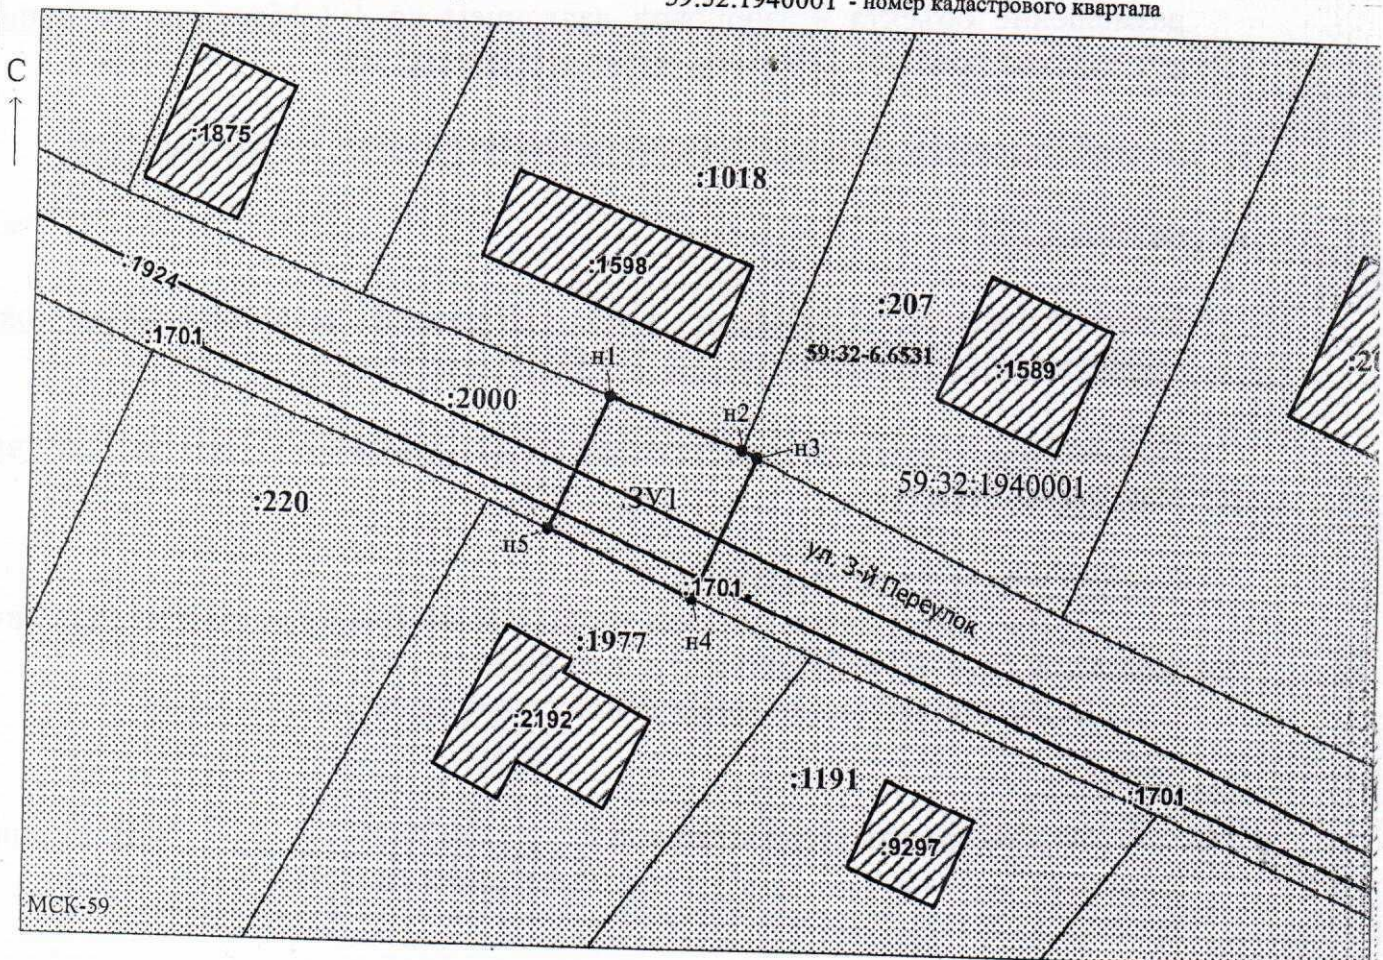 59:32:1940001 - номер кадастрового квартала
С
:1875
:1018
:1598
:1924
:207
:1701
59:32-6.6531
:1589
н1
:2000
н2
н3
59:32:1940001
:ЗУ1
:220
н5
ул. 3-й Переулок
:1701
:1977
н4
:2192
:1191
:1701
:9297
МСК-59